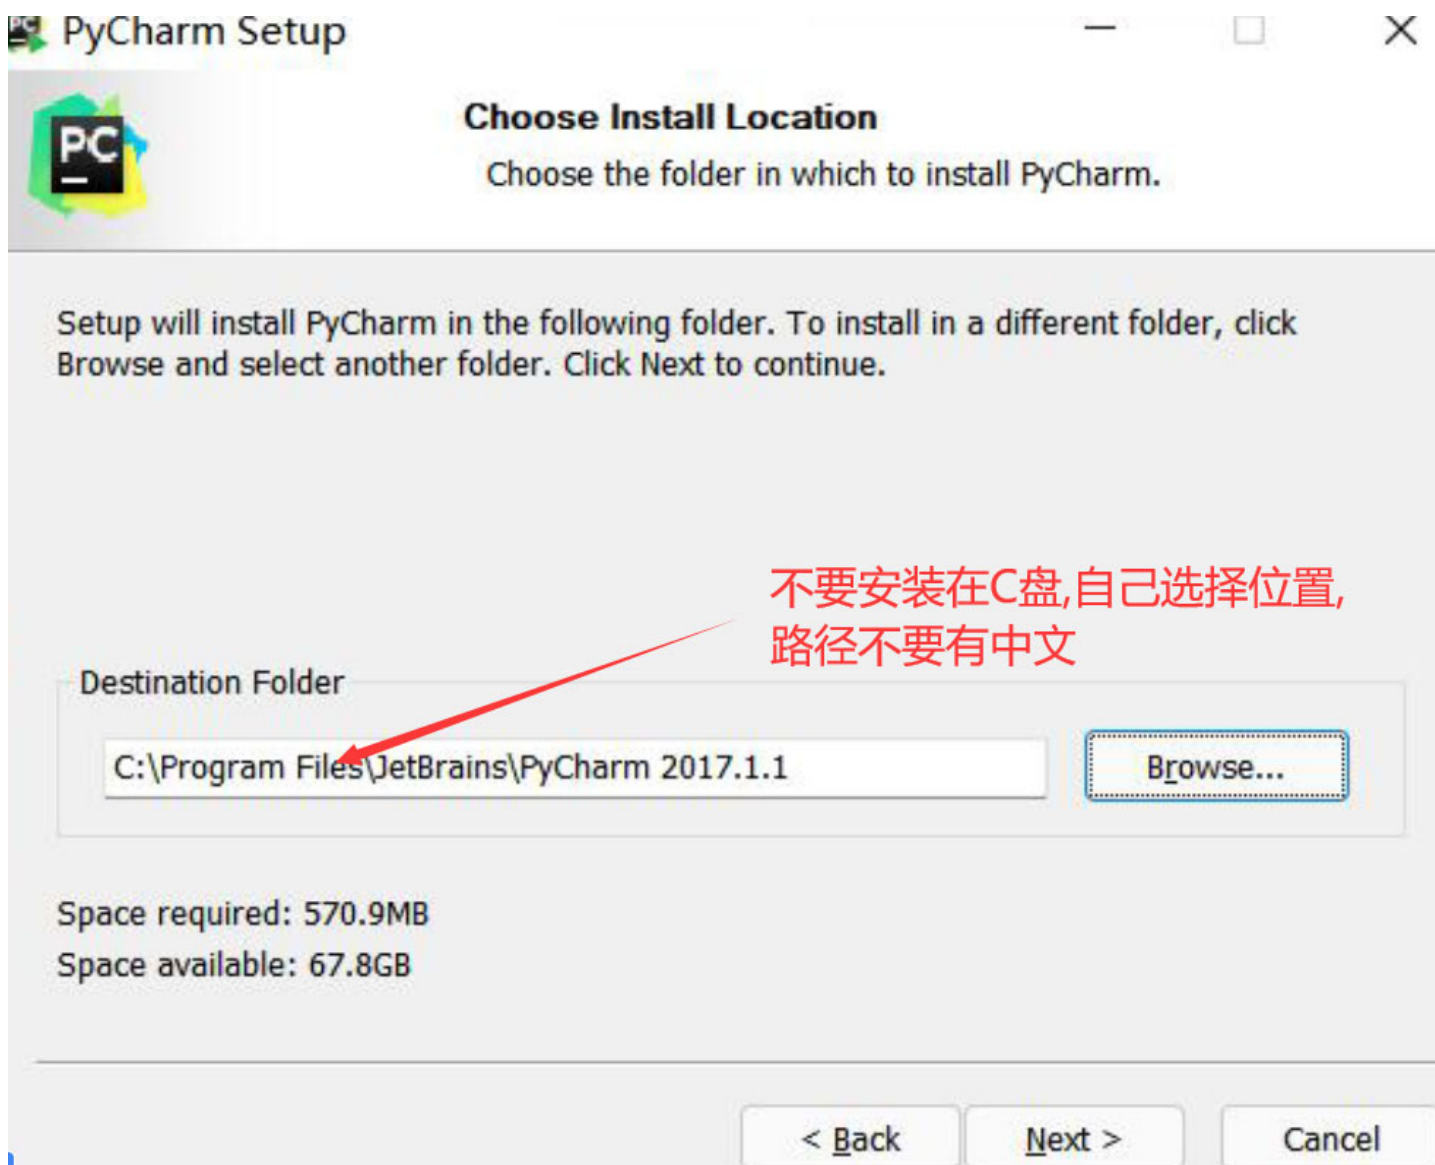 PyCharm Setup
PC
Choose Install Location
Choose the folder in which to install PyCharm.
Setup will install PyCharm in the following folder. To install in a different folder, click
Browse and select another folder. Click Next to continue.
不要安装在C盘,自己选择位置,
路径不要有中文
Destination Folder
C:\Program Files\JetBrains\PyCharm 2017.1.1
Browse...
Space required: 570.9MB
Space available: 67.8GB
< Back
Next >
Cancel